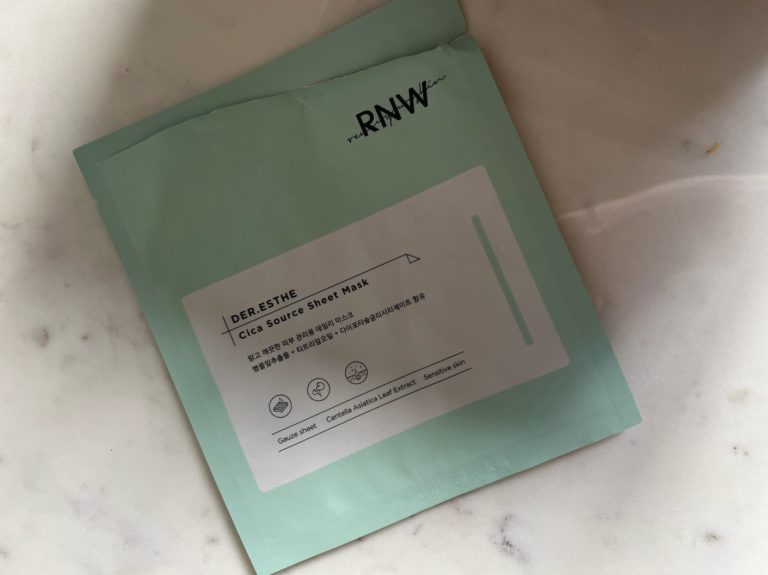 RNW
DER.ESTHE
Cica Source Sheet Mask
맑고 깨끗한 피부 관리용 데일리 마스크
병풀잎추출물 + 티트리잎오일 + 다이포타슘글리시리제이트 함유
Gauze sheet Centella Asiatica Leaf Extract Sensitive skin